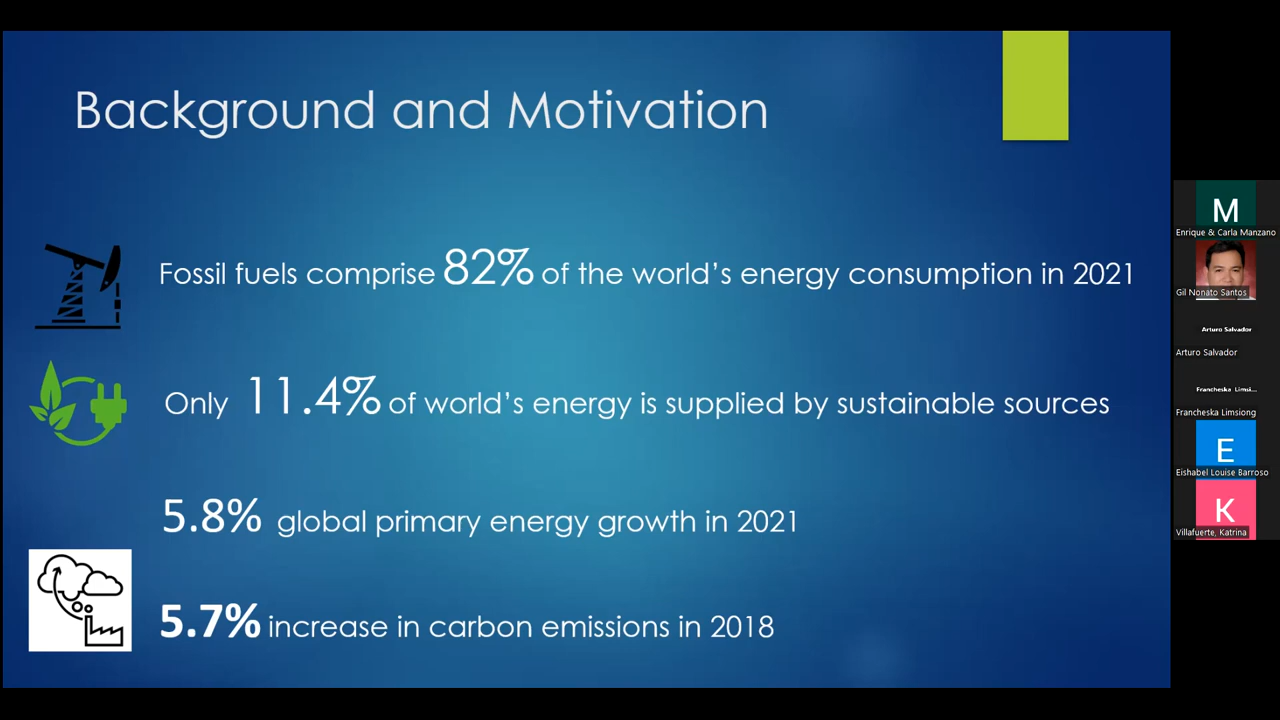 Background and Motivation
Fossil fuels comprise 82% of the world's energy consumption in 2021
Only 11.4% of world's energy is supplied by sustainable sources
5.8% global primary energy growth in 2021
5.7% increase in carbon emissions in 2018
M
Enrique & Carla Manzano
Gil Nonato Santos
Arturo Salvador
Arturo Salvador
Francheska Limsi...
Francheska Limsiong
E
Eishabel Louise Barroso
K
Villafuerte, Katrina